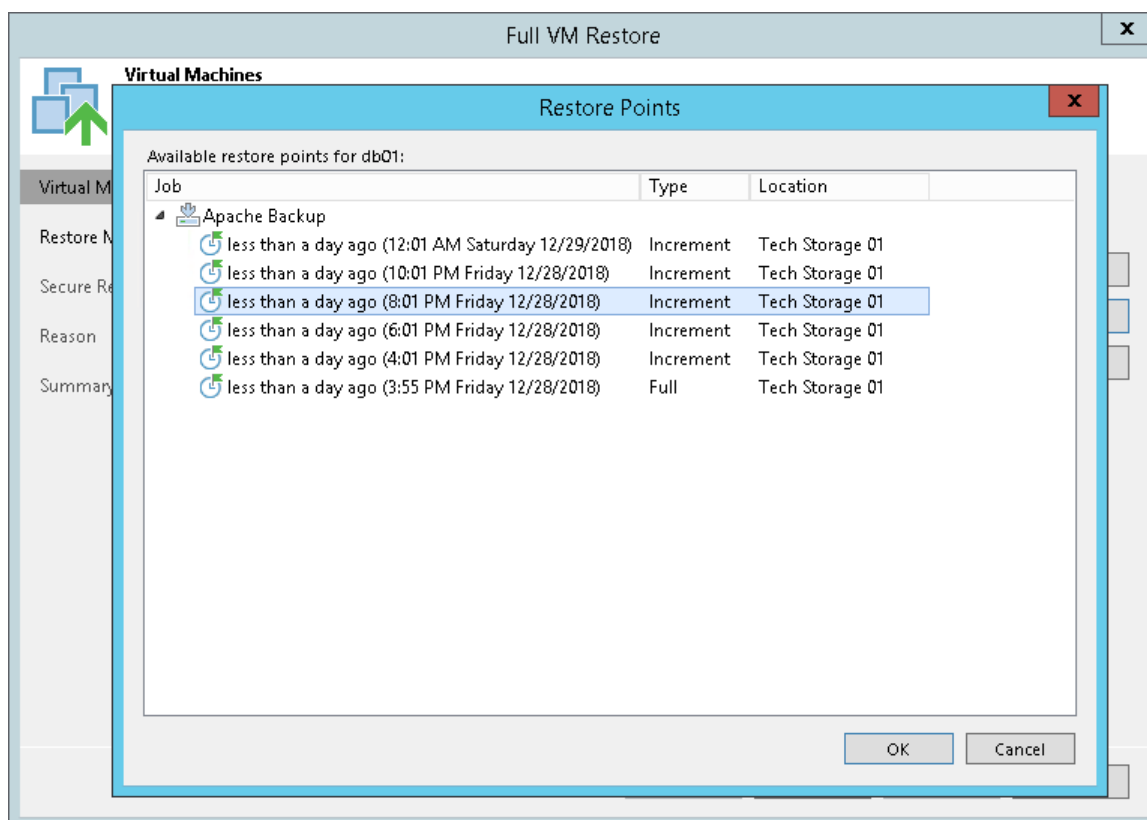 Full VM Restore
x
Virtual Machines
Restore Points
x
Available restore points for db01:
Job Type Location
Apache Backup
less than a day ago (12:01 AM Saturday 12/29/2018) Increment Tech Storage 01
less than a day ago (10:01 PM Friday 12/28/2018) Increment Tech Storage 01
less than a day ago (8:01 PM Friday 12/28/2018) Increment Tech Storage 01
less than a day ago (6:01 PM Friday 12/28/2018) Increment Tech Storage 01
less than a day ago (4:01 PM Friday 12/28/2018) Increment Tech Storage 01
less than a day ago (3:55 PM Friday 12/28/2018) Full Tech Storage 01
Virtual M
Restore M
Secure Re
Reason
Summary
OK Cancel